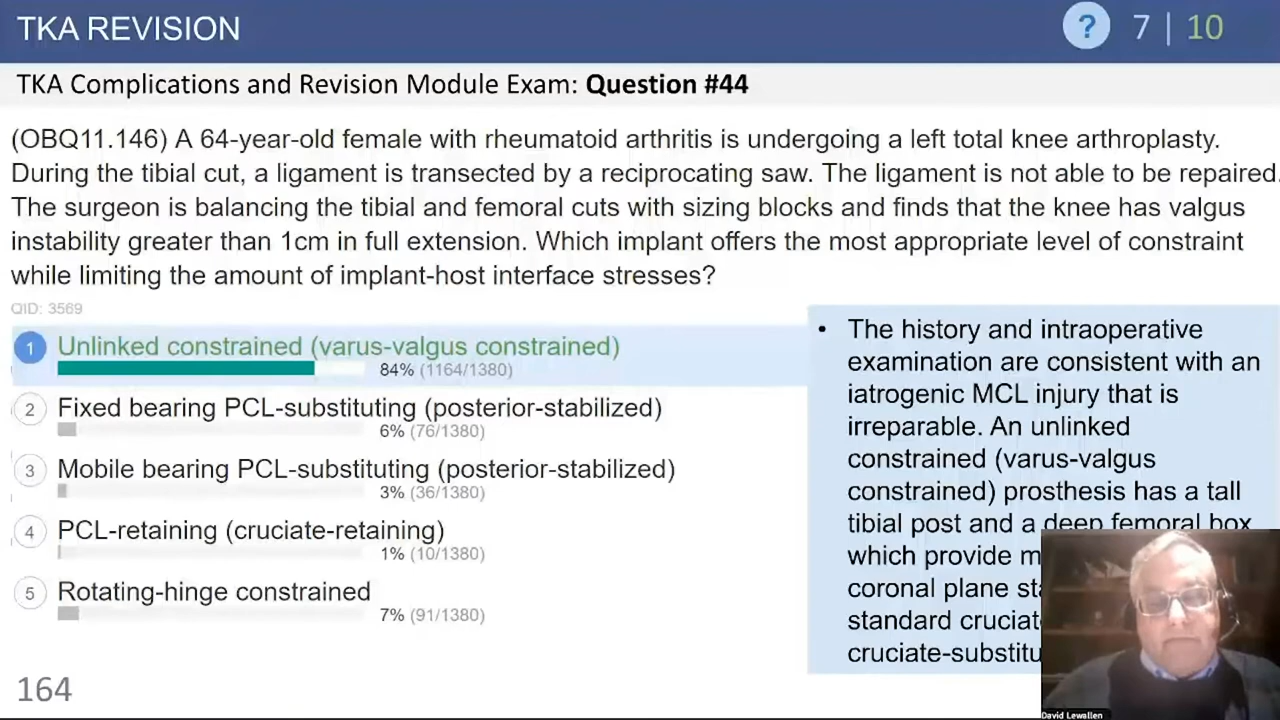 TKA REVISION
? 7 | 10
TKA Complications and Revision Module Exam: Question #44
(OBQ11.146) A 64-year-old female with rheumatoid arthritis is undergoing a left total knee arthroplasty.
During the tibial cut, a ligament is transected by a reciprocating saw. The ligament is not able to be repaired.
The surgeon is balancing the tibial and femoral cuts with sizing blocks and finds that the knee has valgus
instability greater than 1cm in full extension. Which implant offers the most appropriate level of constraint
while limiting the amount of implant-host interface stresses?
QID: 3569
1 Unlinked constrained (varus-valgus constrained)
84% (1164/1380)
2 Fixed bearing PCL-substituting (posterior-stabilized)
6% (76/1380)
3 Mobile bearing PCL-substituting (posterior-stabilized)
3% (36/1380)
4 PCL-retaining (cruciate-retaining)
1% (10/1380)
5 Rotating-hinge constrained
7% (91/1380)
• The history and intraoperative
examination are consistent with an
iatrogenic MCL injury that is
irreparable. An unlinked
constrained (varus-valgus
constrained) prosthesis has a tall
tibial post and a deep femoral box
which provide m
coronal plane sta
standard cruciat
cruciate-substitu
164
David Lewallen